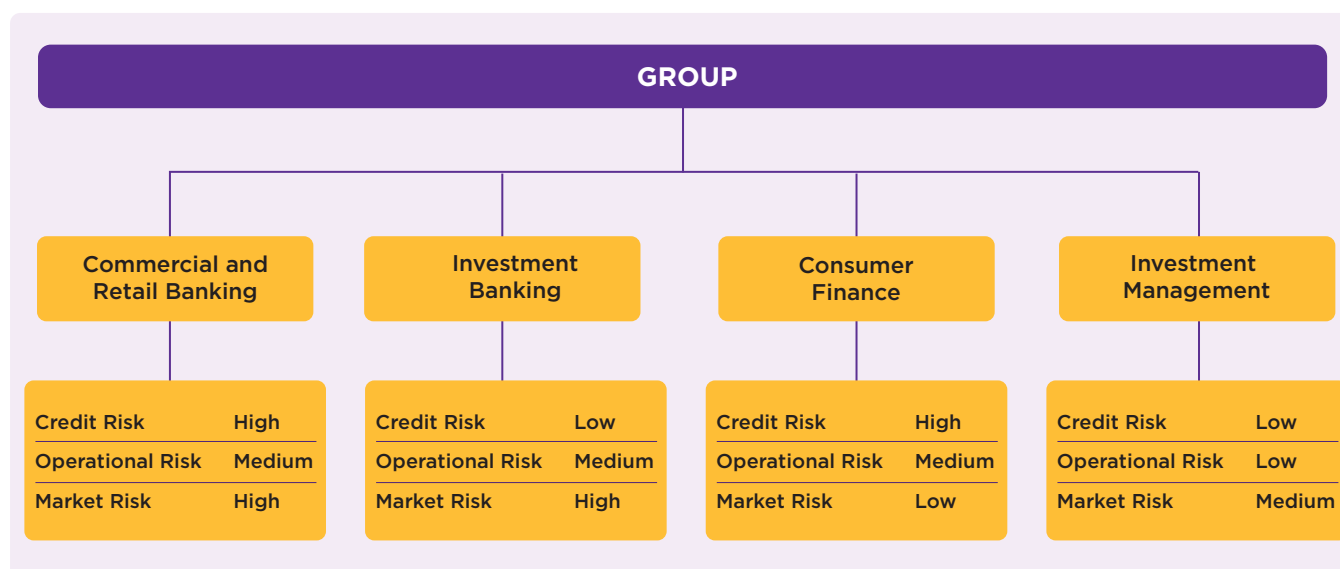 GROUP
Commercial and
Retail Banking
Investment
Banking
Consumer
Finance
Investment
Management
Credit Risk High
Operational Risk Medium
Market Risk High
Credit Risk Low
Operational Risk Medium
Market Risk High
Credit Risk High
Operational Risk Medium
Market Risk Low
Credit Risk Low
Operational Risk Low
Market Risk Medium